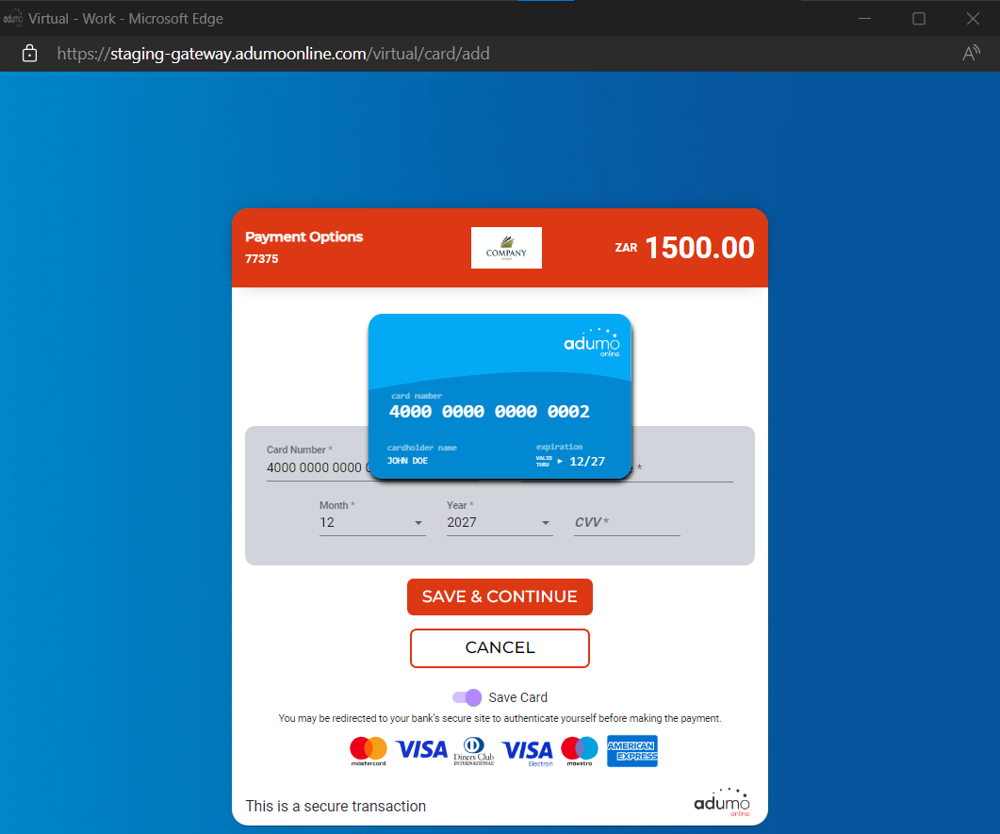 Virtual - Work - Microsoft Edge
https://staging-gateway.adumoonline.com/virtual/card/add
Payment Options
77375
COMPANY
ZAR 1500.00
adumo
online
card number
4000 0000 0000 0002
cardholder name
JOHN DOE
expiration
VALID
THRU
12/27
Card Number *
4000 0000 0000
*
Month *
12
Year *
2027
CVV *
SAVE & CONTINUE
CANCEL
Save Card
You may be redirected to your bank's secure site to authenticate yourself before making the payment.
mastercard
VISA
Diners Club
INTERNATIONAL
VISA
Electron
maestro
AMERICAN
EXPRESS
This is a secure transaction
adumo
online